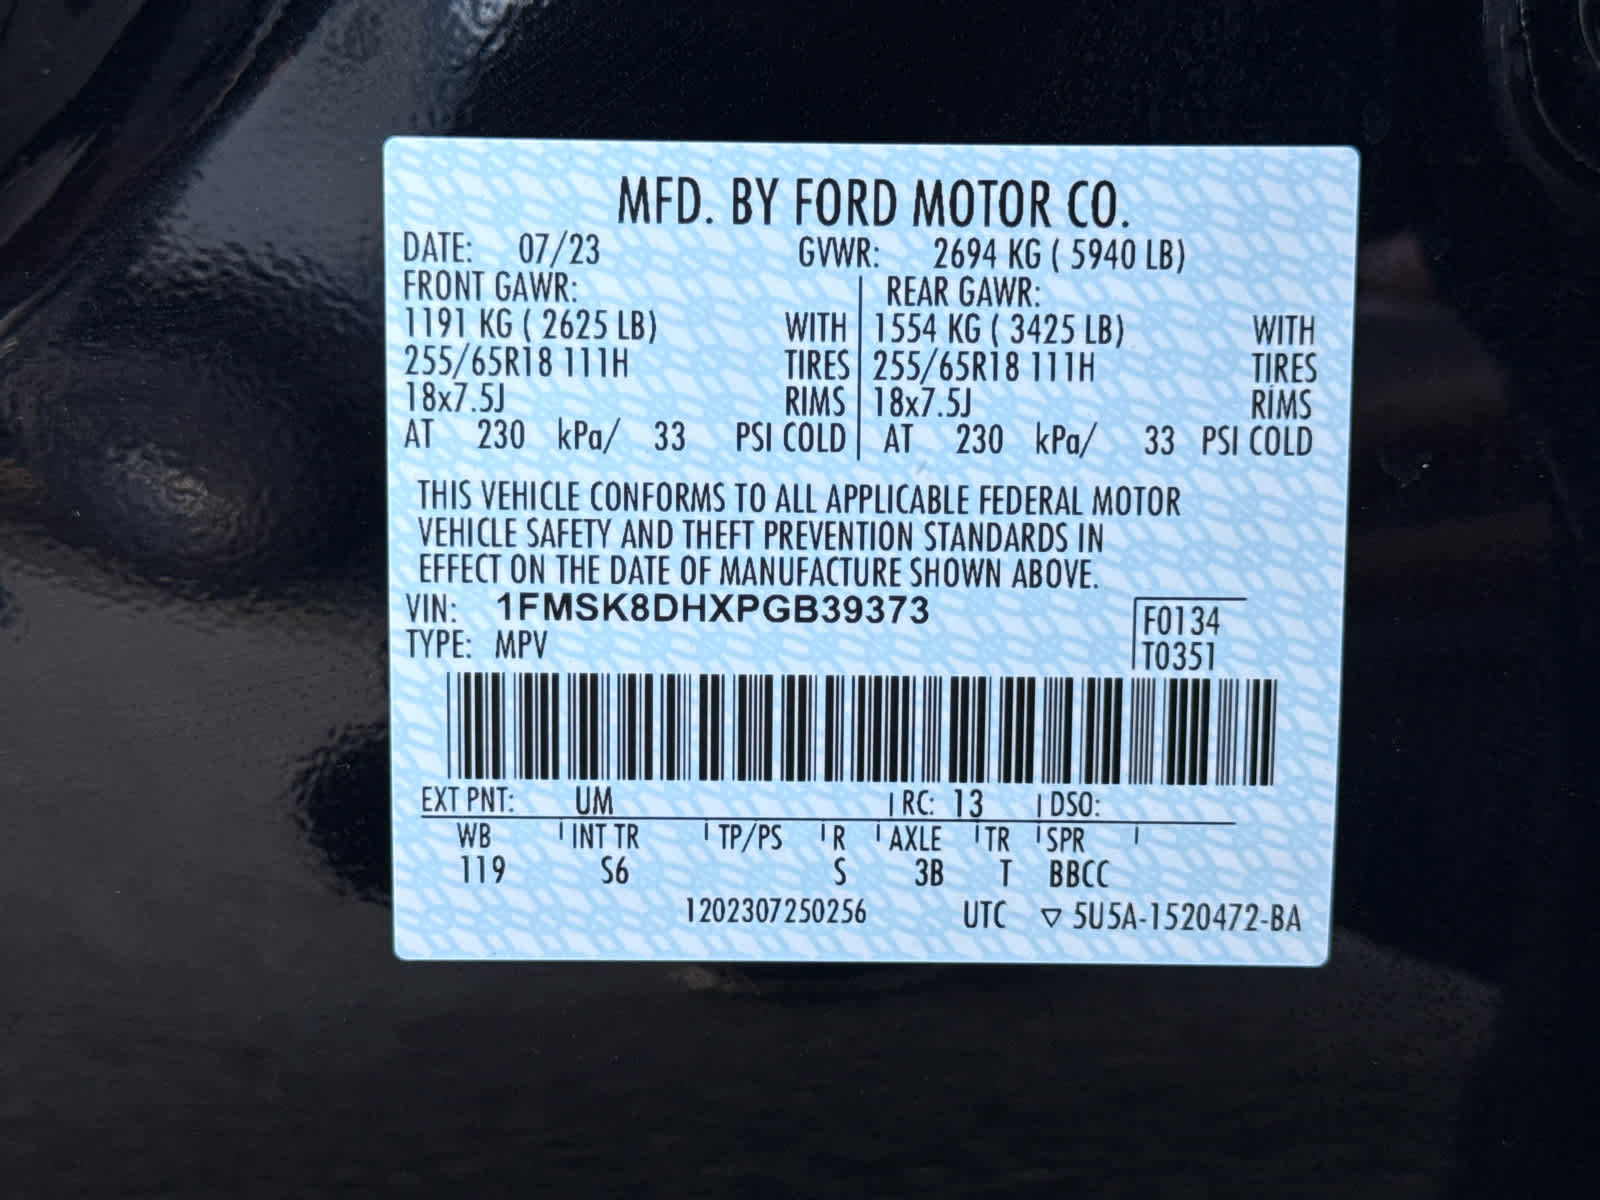 MFD. BY FORD MOTOR CO.
DATE: 07/23 GVWR: 2694 KG ( 5940 LB)
FRONT GAWR: REAR GAWR:
1191 KG ( 2625 LB) WITH 1554 KG ( 3425 LB) WITH
255/65R18 111H TIRES 255/65R18 111H TIRES
18x7.5J RIMS 18x7.5J RIMS
AT 230 kPa/ 33 PSI COLD AT 230 kPa/ 33 PSI COLD
THIS VEHICLE CONFORMS TO ALL APPLICABLE FEDERAL MOTOR
VEHICLE SAFETY AND THEFT PREVENTION STANDARDS IN
EFFECT ON THE DATE OF MANUFACTURE SHOWN ABOVE.
VIN: 1FMSK8DHXPGB39373 F0134
TYPE: MPV T0351
EXT PNT: UM RC: 13 DSO:
WB INT TR TP/PS R AXLE TR SPR
119 S6 S 3B T BBCC
1202307250256 UTC ▽ 5U5A-1520472-BA